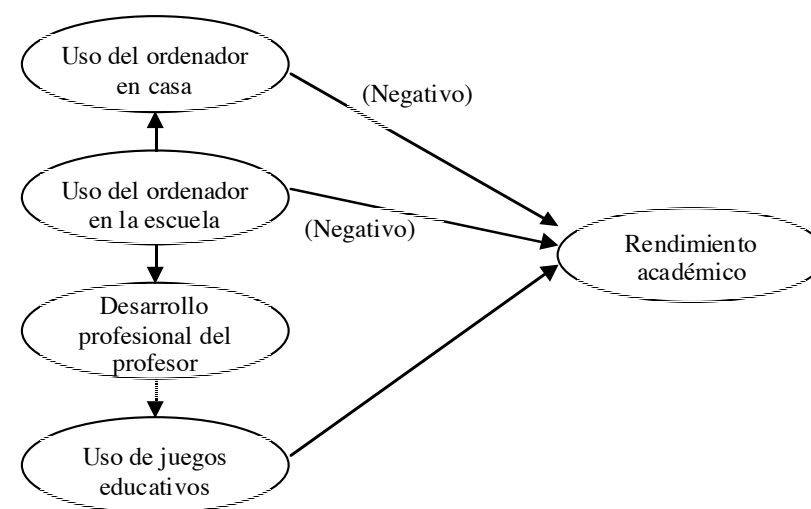 Uso del ordenador
en casa
(Negativo)
Uso del ordenador
en la escuela
(Negativo)
Rendimiento
académico
Desarrollo
profesional del
profesor
Uso de juegos
educativos